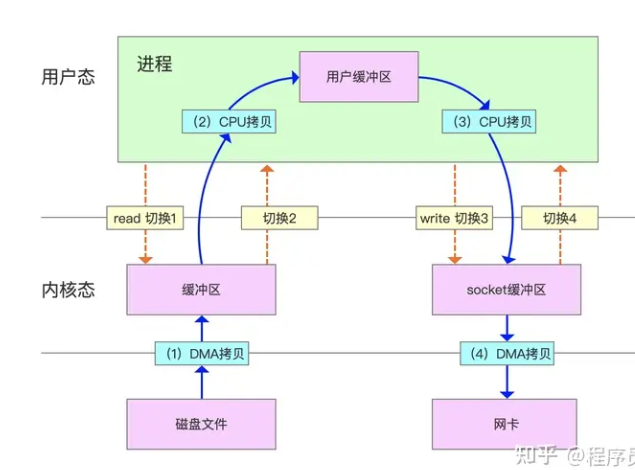 用户态
进程
用户缓冲区
（2）CPU拷贝
（3）CPU拷贝
read 切换1
切换2
write 切换3
切换4
内核态
缓冲区
socket缓冲区
（1）DMA拷贝
（4）DMA拷贝
磁盘文件
网卡
知乎 @程序员